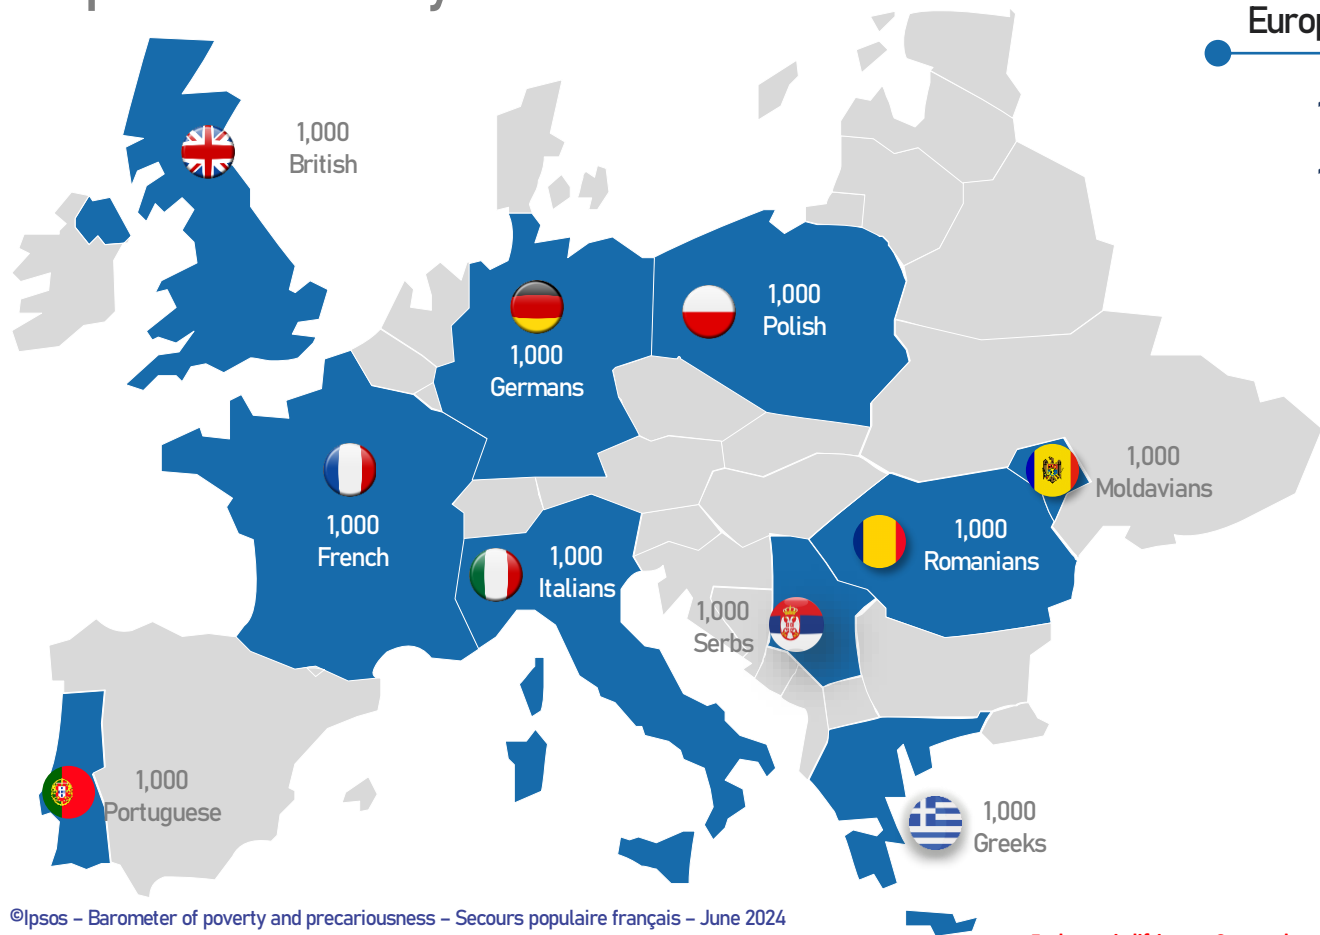 1,000
British
1,000
Polish
1,000
Germans
1,000
Moldavians
1,000
French
1,000
Romanians
1,000
Italians
1,000
Serbs
1,000
Portuguese
1,000
Greeks
©Ipsos – Barometer of poverty and precariousness – Secours populaire français – June 2024